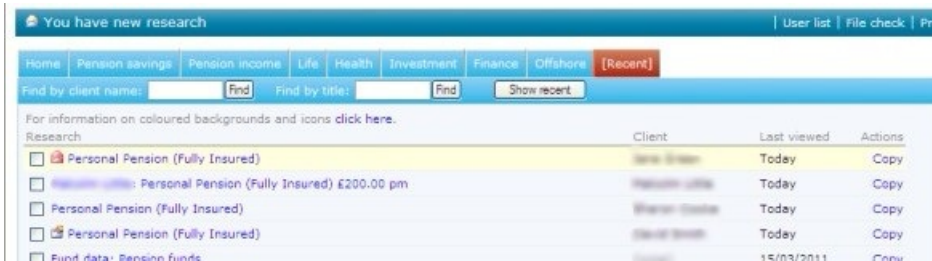 You have new research | User list | File check | Pr
Home Pension savings Pension income Life Health Investment Finance Offshore [Recent]
Find by client name: Find Find by title: Find Show recent
For information on coloured backgrounds and icons click here.
Research Client Last viewed Actions
Personal Pension (Fully Insured) Today Copy
: Personal Pension (Fully Insured) £200.00 pm Today Copy
Personal Pension (Fully Insured) Today Copy
Personal Pension (Fully Insured) Today Copy
Fund data: Pension funds 15/03/2011 Copy